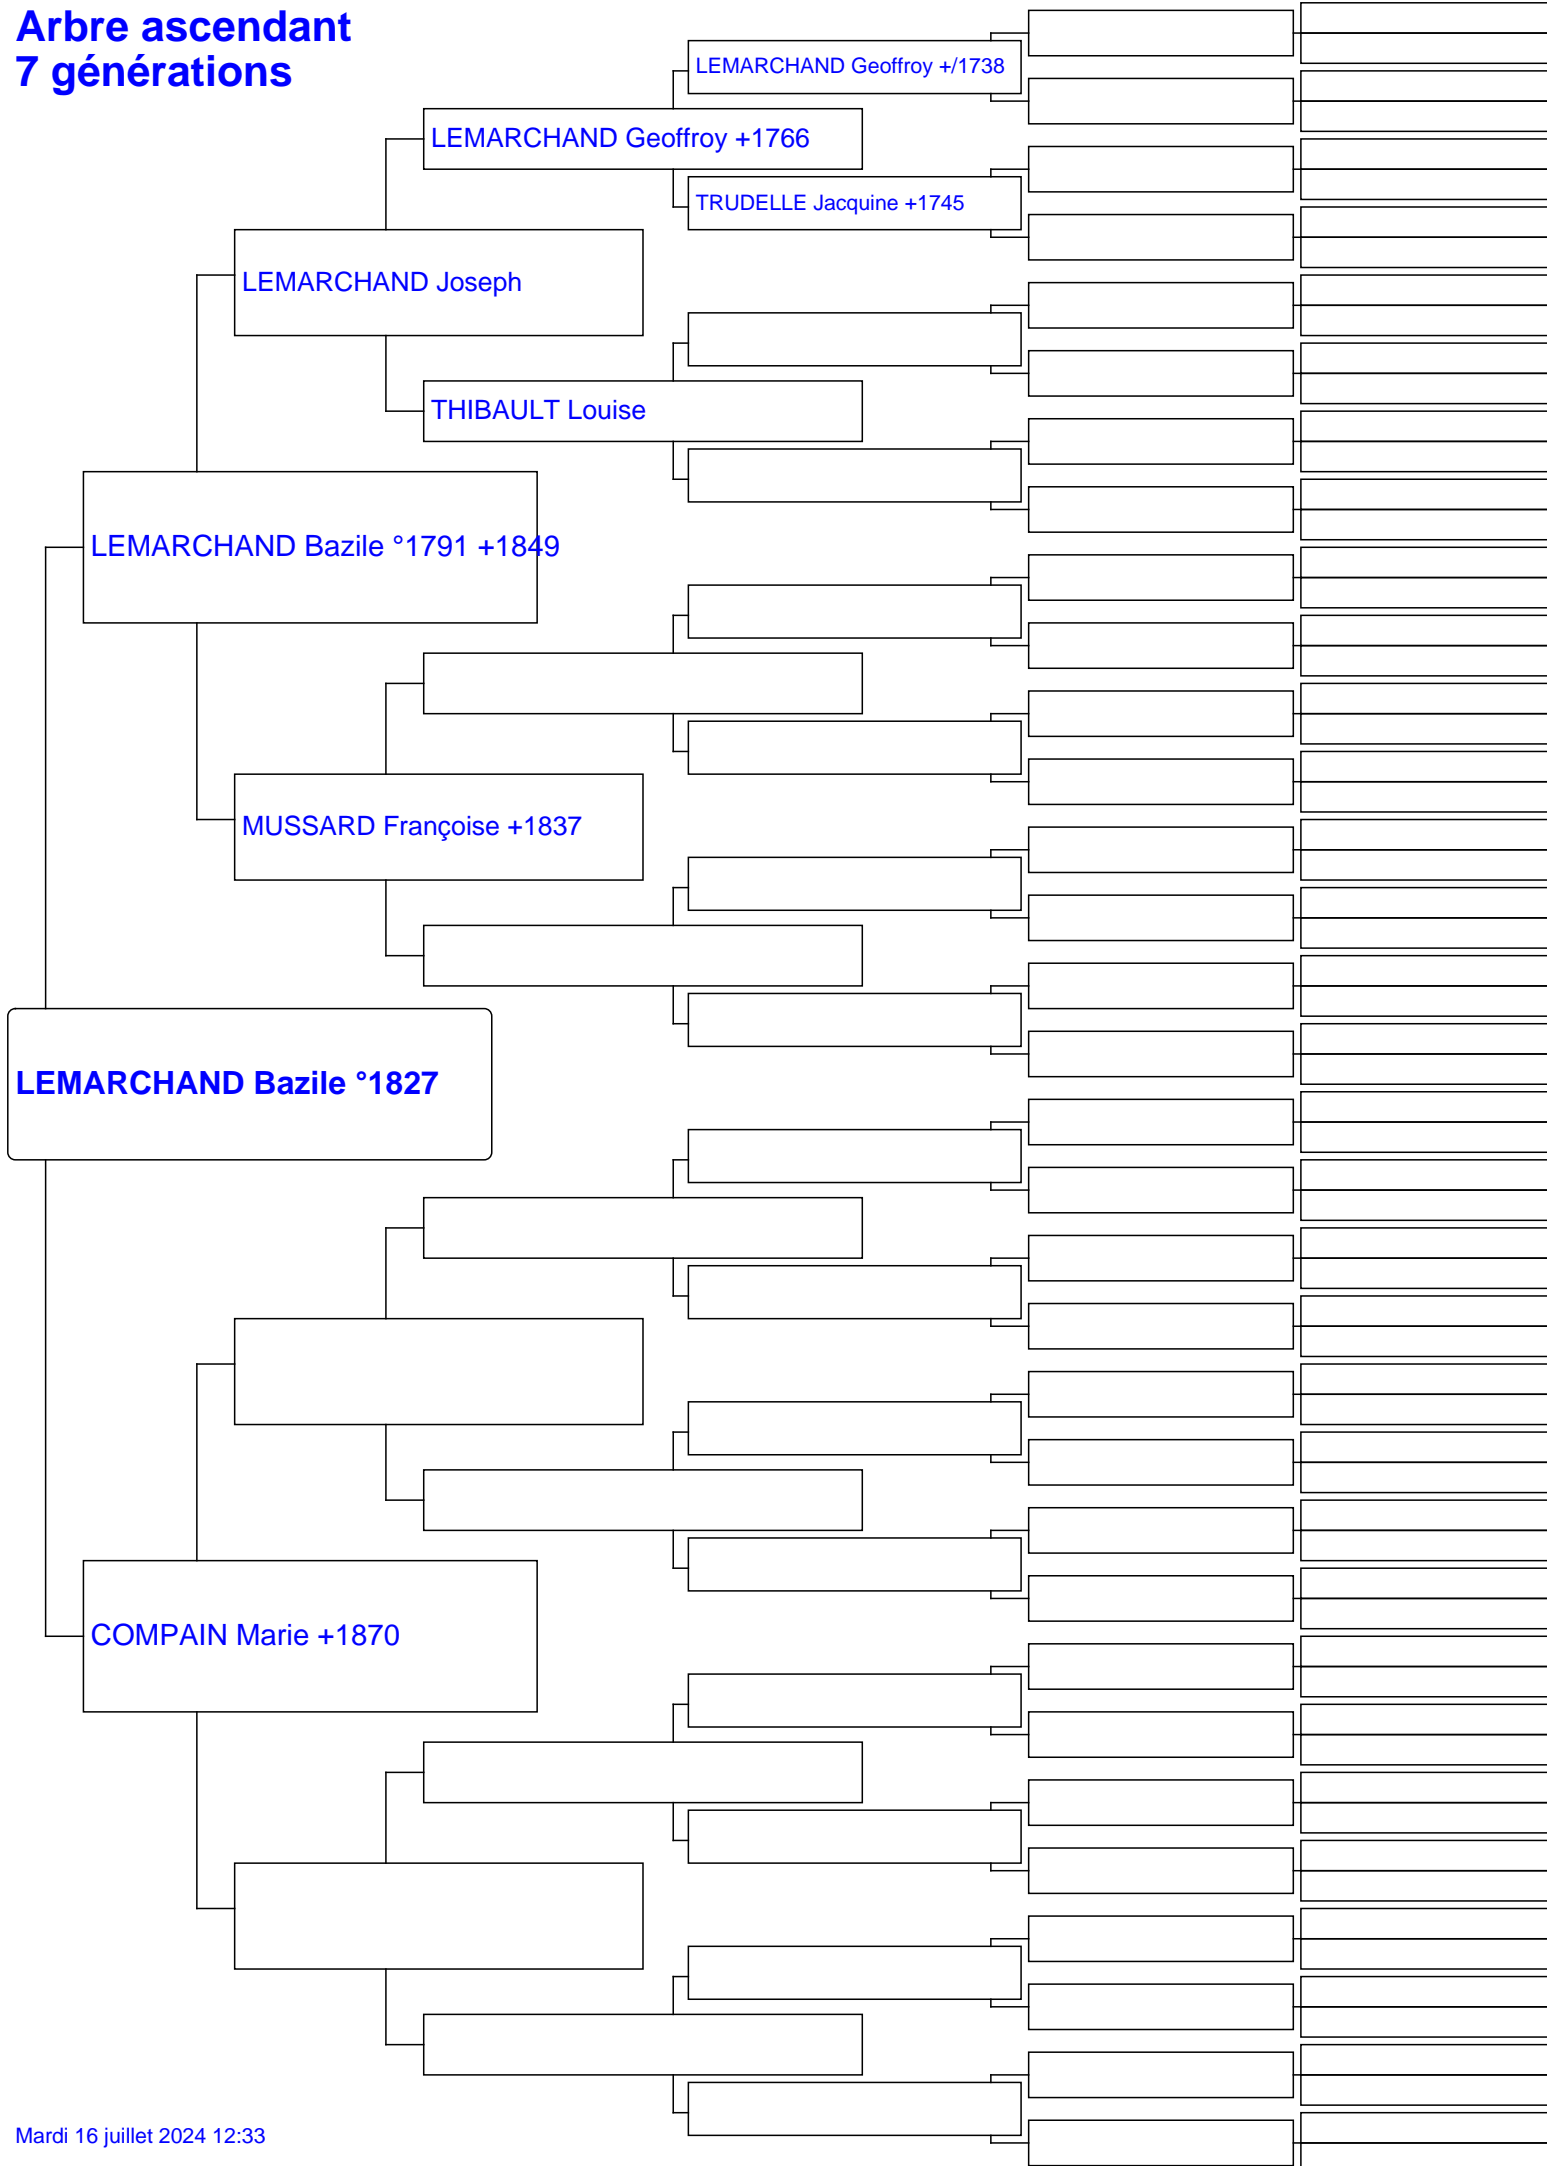 Arbre ascendant
7 générations
LEMARCHAND Geoffroy +/1738
LEMARCHAND Geoffroy +1766
TRUDELLE Jacquine +1745
LEMARCHAND Joseph
THIBAULT Louise
LEMARCHAND Bazile °1791 +1849
MUSSARD Françoise +1837
LEMARCHAND Bazile °1827
COMPAIN Marie +1870
Mardi 16 juillet 2024 12:33